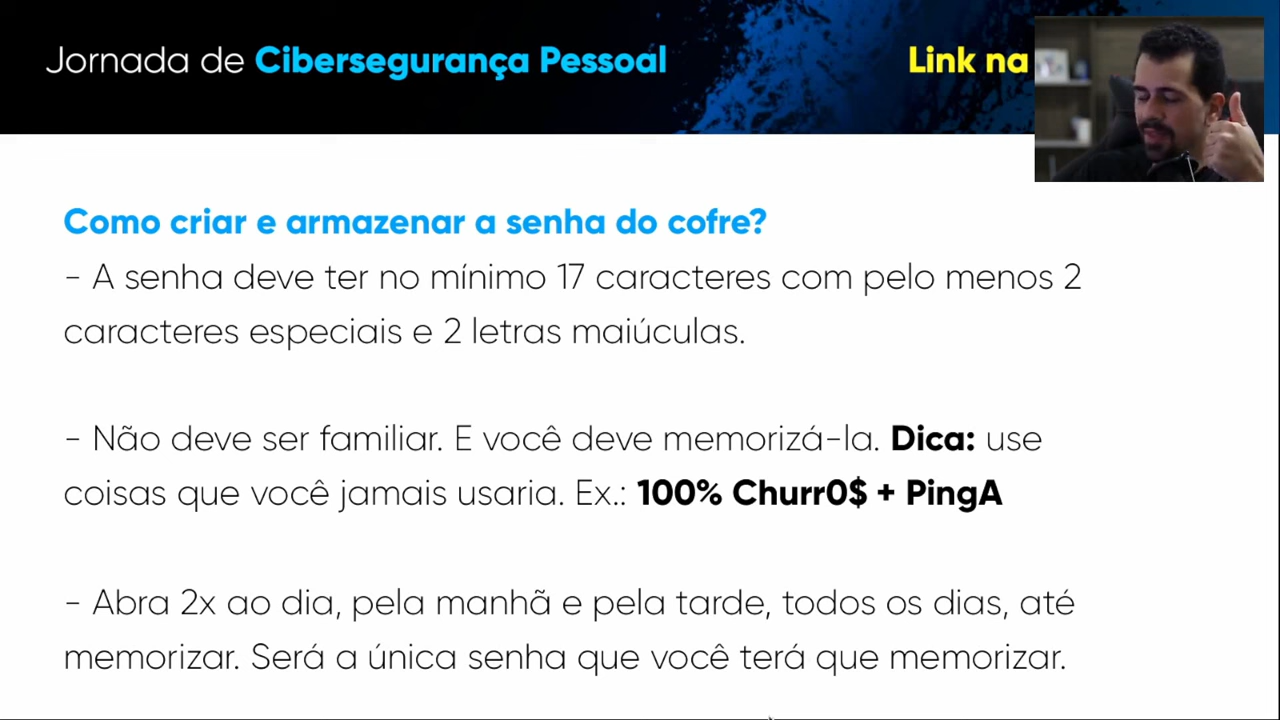 Jornada de Cibersegurança Pessoal
Link na
Como criar e armazenar a senha do cofre?
- A senha deve ter no mínimo 17 caracteres com pelo menos 2
caracteres especiais e 2 letras maiúculas.
- Não deve ser familiar. E você deve memorizá-la. Dica: use
coisas que você jamais usaria. Ex.: 100% Churr0$ + PingA
- Abra 2x ao dia, pela manhã e pela tarde, todos os dias, até
memorizar. Será a única senha que você terá que memorizar.